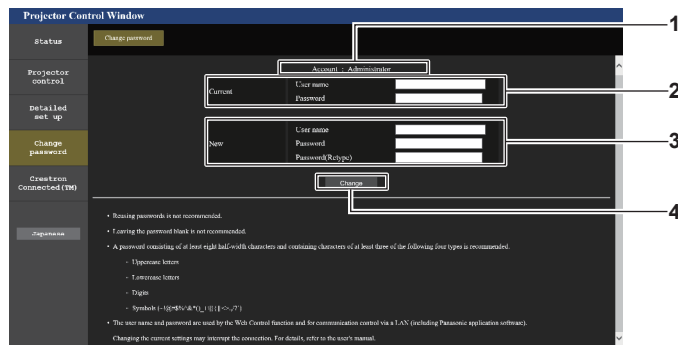 Projector Control Window
1
Status
Change password
Account : Administrator
Projector control
Current
User name
Password
2
Detailed set up
New
User name
Password
Password(Retype)
3
Change password
Change
4
Crestron Connected(TM)
Japanese
• Reusing passwords is not recommended.
• Leaving the password blank is not recommended.
• A password consisting of at least eight half-width characters and containing characters of at least three of the following four types is recommended.
- Uppercase letters
- Lowercase letters
- Digits
- Symbols
• The user name and password are used by the Web Control function and for communication control via a LAN (including Panasonic application software).
Changing the current settings may interrupt the connection. For details, refer to the user's manual.